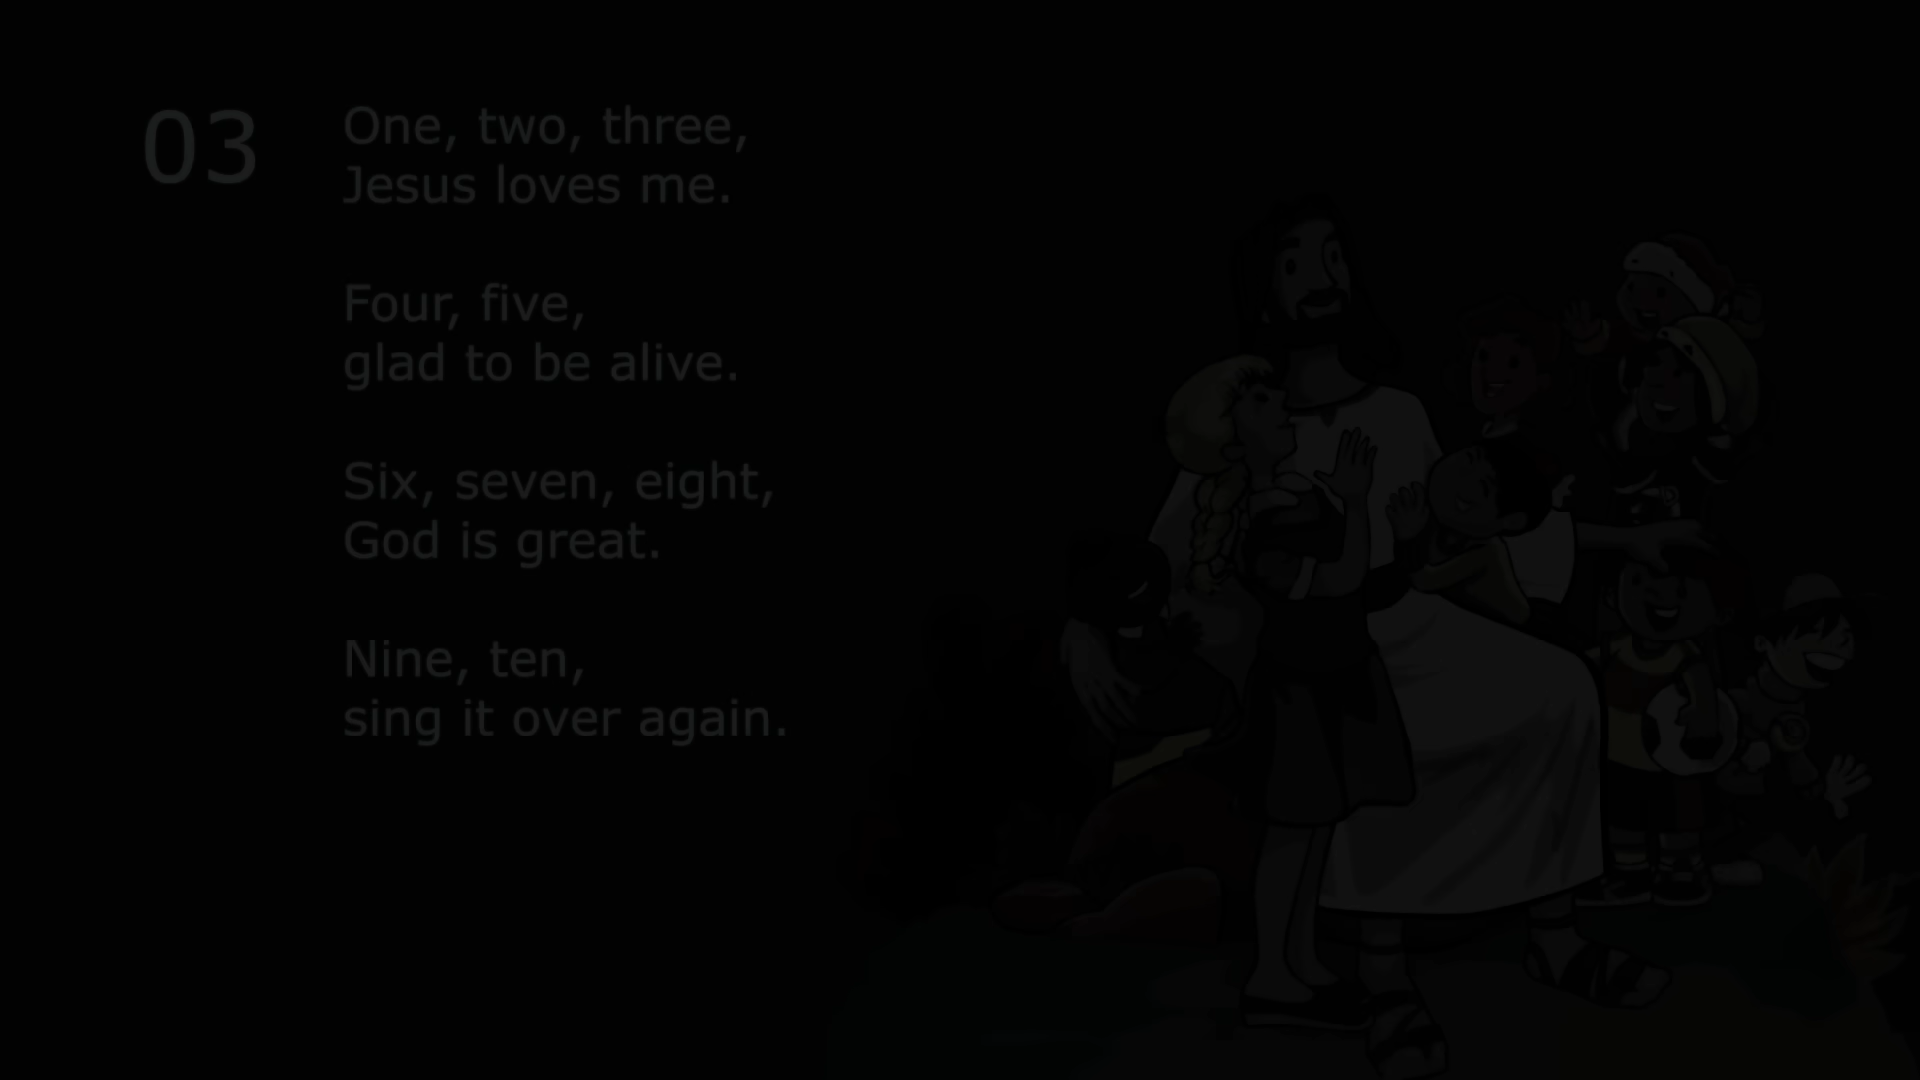 03
One, two, three,
Jesus loves me.
Four, five,
glad to be alive.
Six, seven, eight,
God is great.
Nine, ten,
sing it over again.